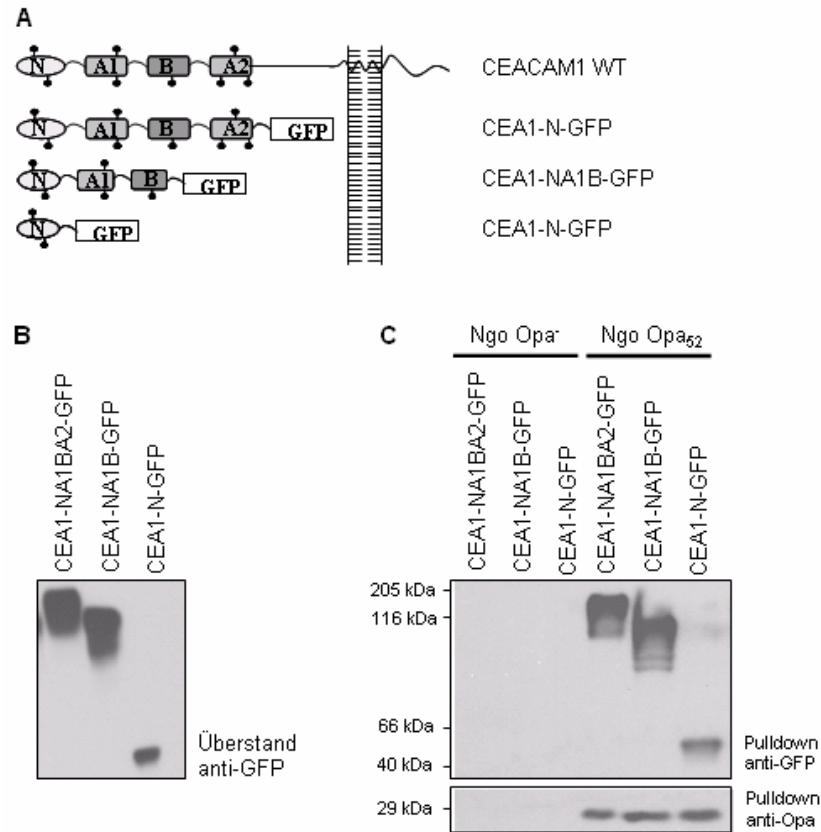 A
N A1 B A2 CEACAM1 WT
N A1 B A2 GFP CEA1-N-GFP
N A1 B GFP CEA1-NA1B-GFP
N GFP CEA1-N-GFP
B
CEA1-NA1BA2-GFP
CEA1-NA1B-GFP
CEA1-N-GFP
Überstand
anti-GFP
C
Ngo Opa⁻ Ngo Opa₅₂
CEA1-NA1BA2-GFP
CEA1-NA1B-GFP
CEA1-N-GFP
CEA1-NA1BA2-GFP
CEA1-NA1B-GFP
CEA1-N-GFP
205 kDa
116 kDa
66 kDa
40 kDa
Pulldown
anti-GFP
29 kDa
Pulldown
anti-Opa